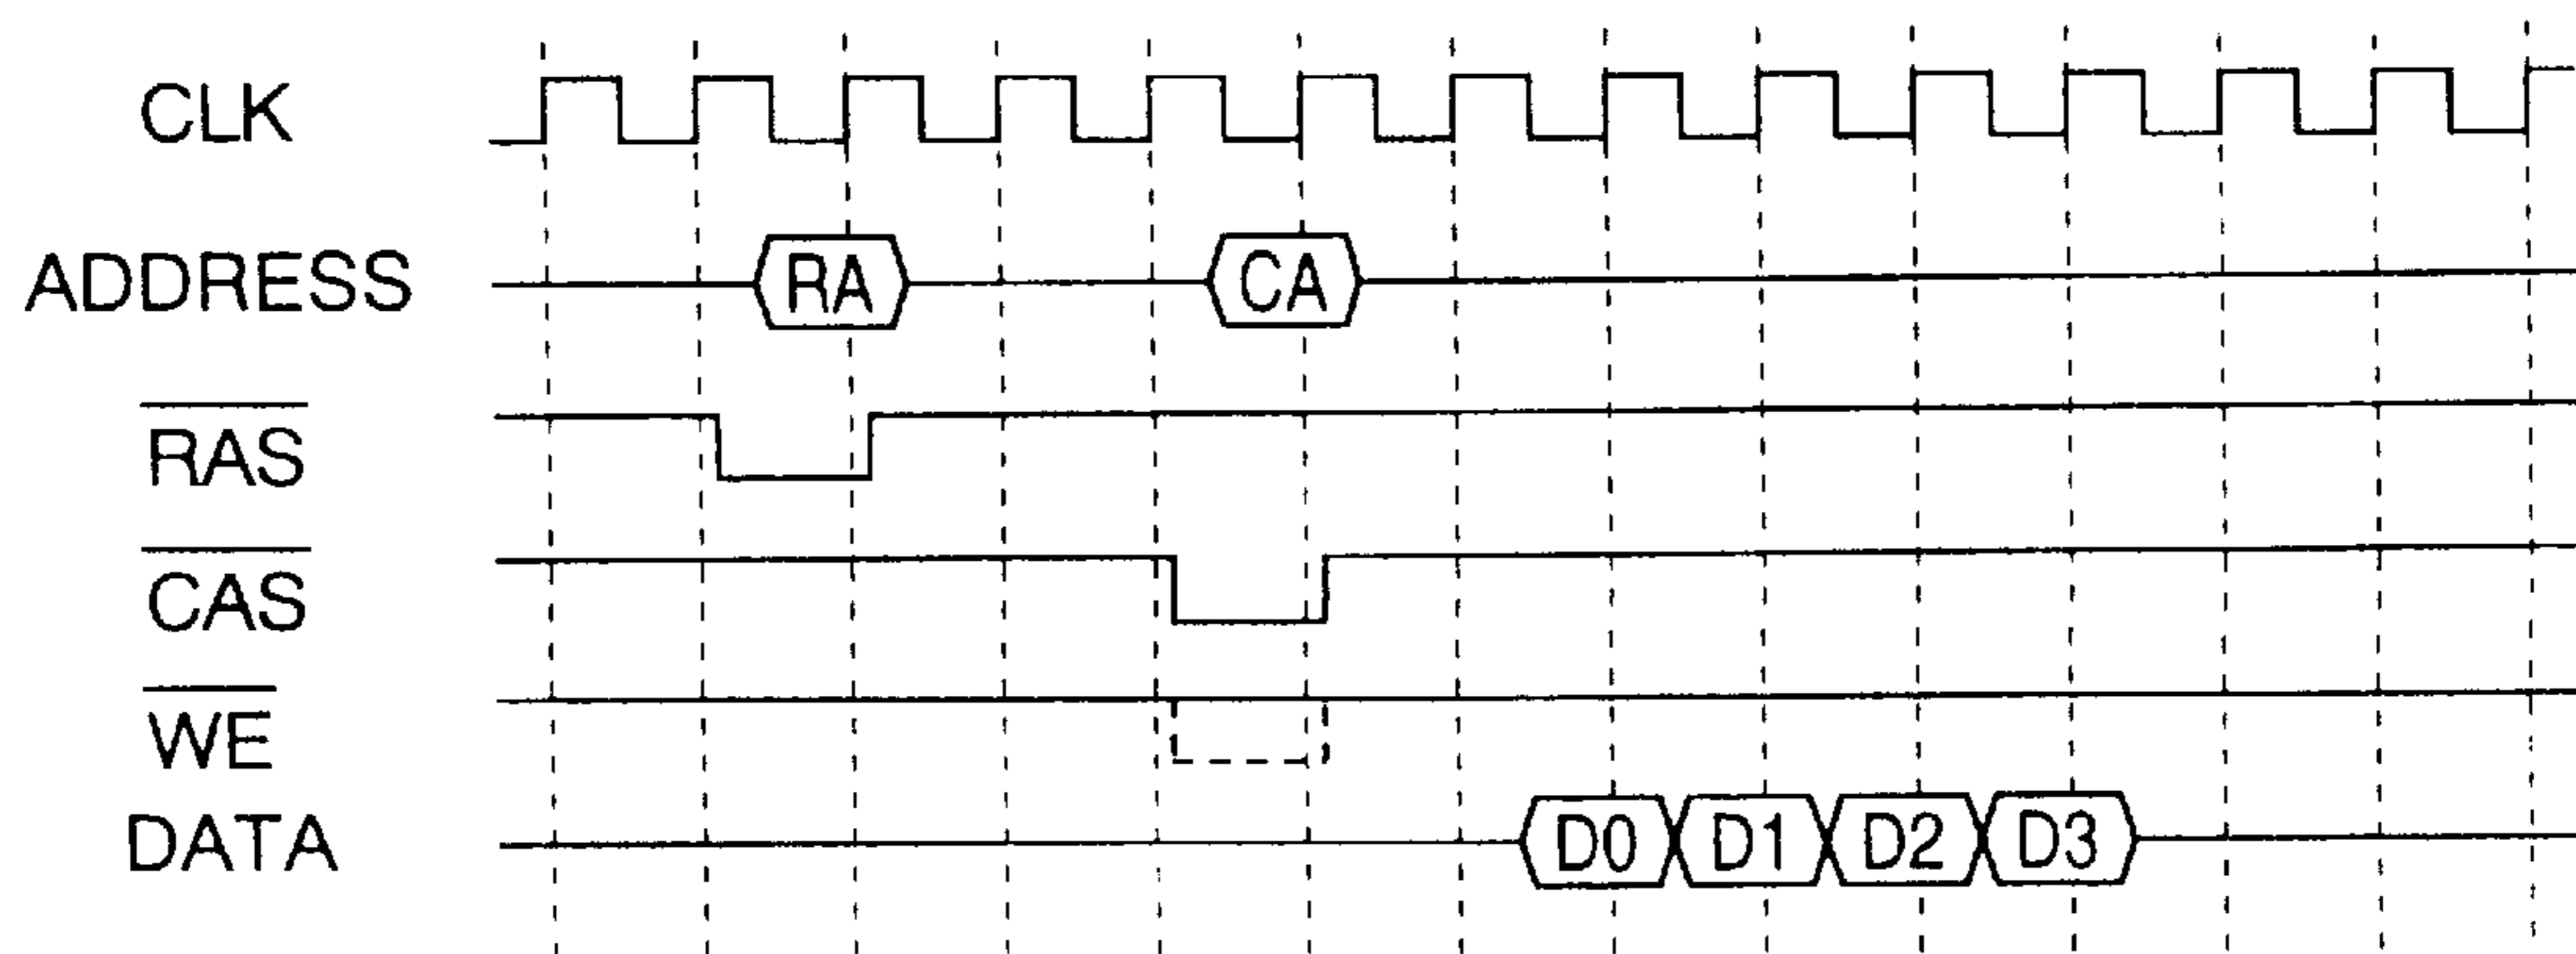 CLK
ADDRESS RA CA
RAS
CAS
WE
DATA D0 D1 D2 D3